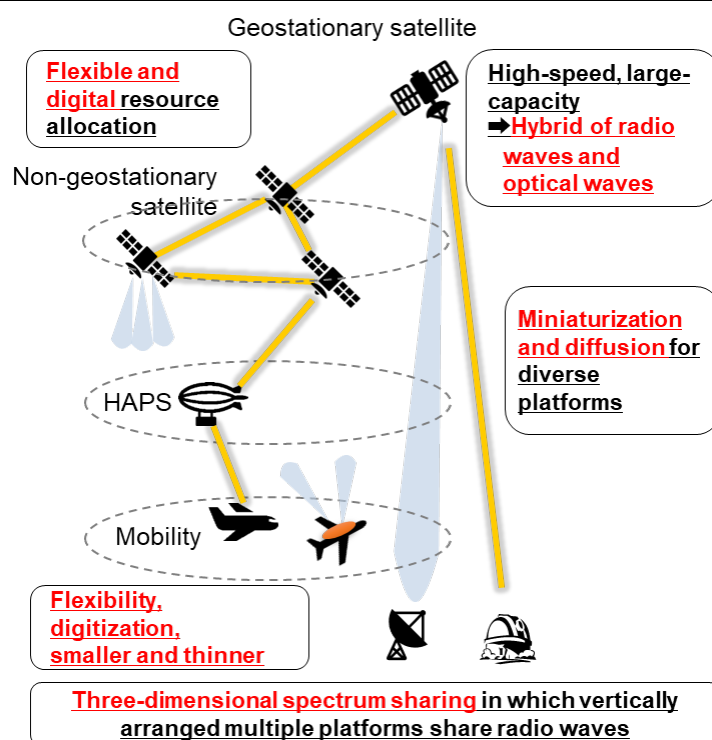 Geostationary satellite
Flexible and
digital resource
allocation
High-speed, large-
capacity
➡Hybrid of radio
waves and
optical waves
Non-geostationary
satellite
Miniaturization
and diffusion for
diverse
platforms
HAPS
Mobility
Flexibility,
digitization,
smaller and thinner
Three-dimensional spectrum sharing in which vertically
arranged multiple platforms share radio waves